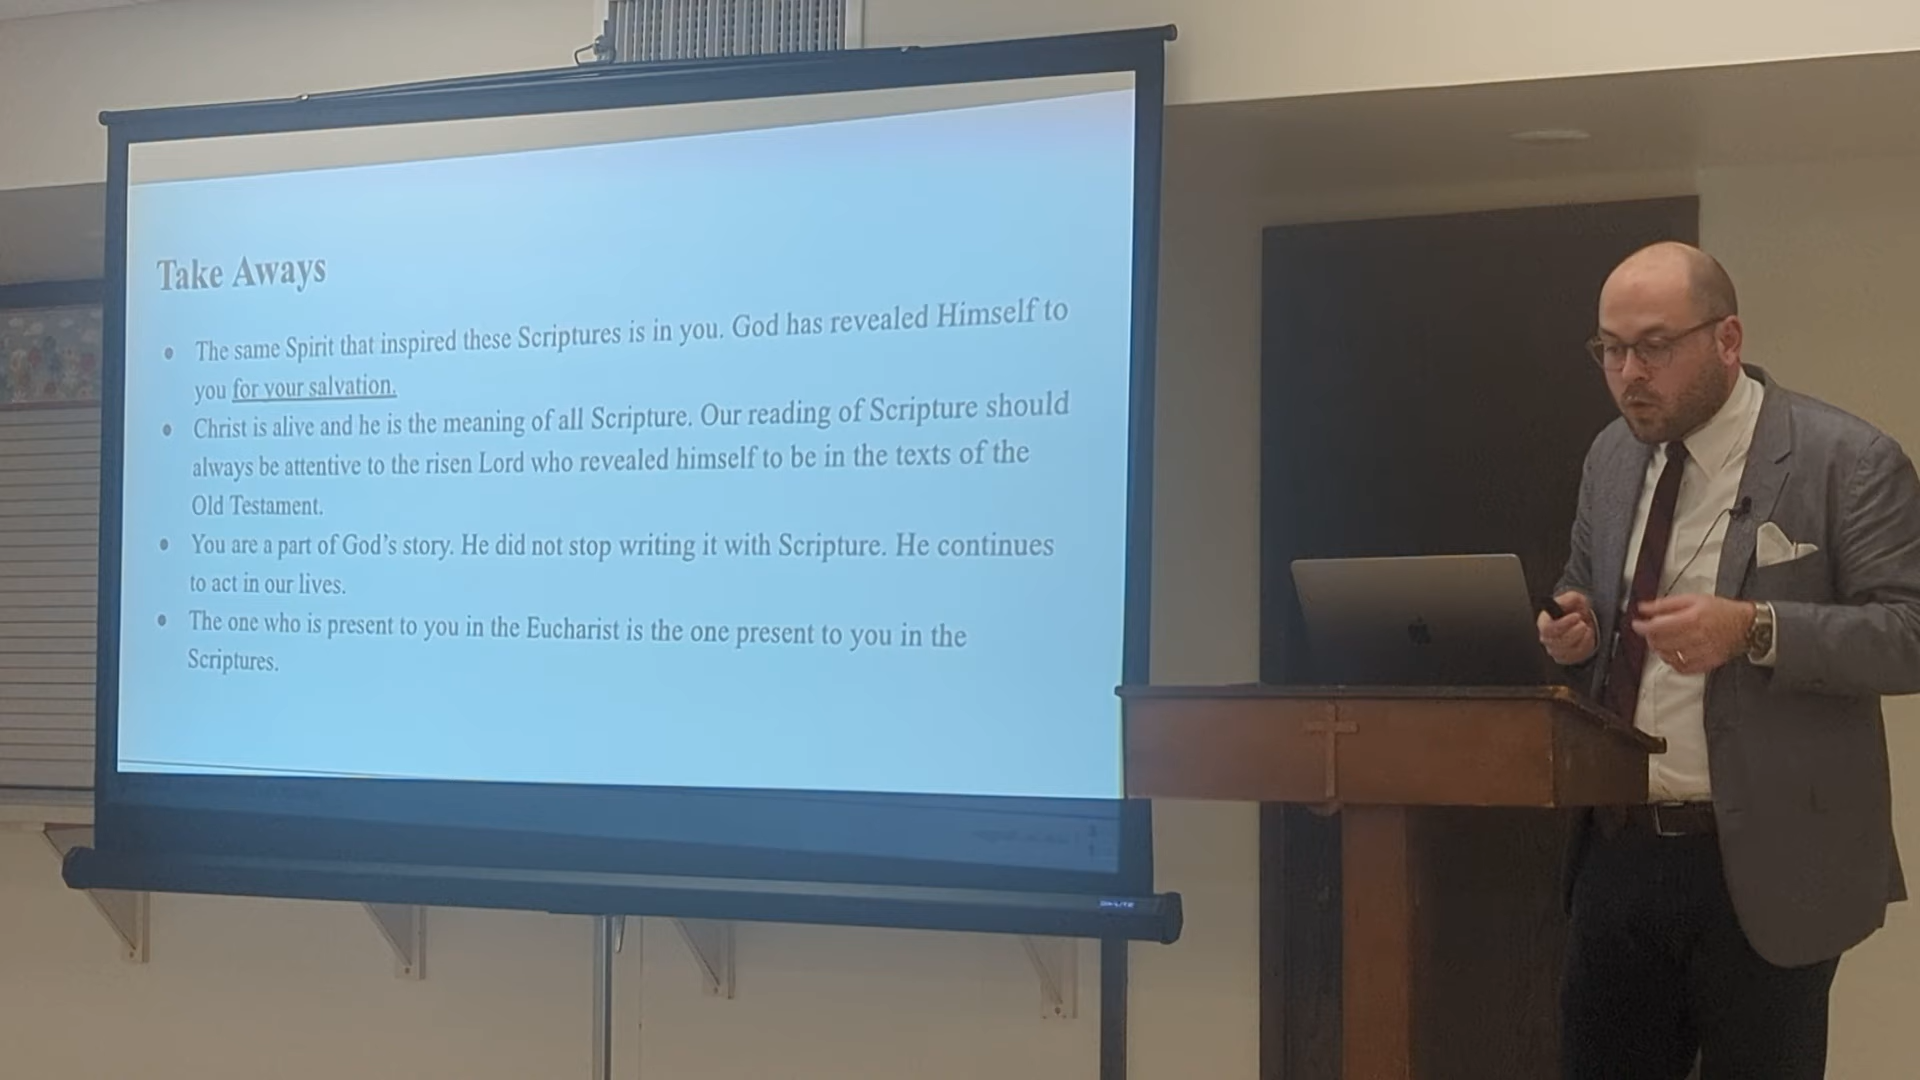 Take Aways
● The same Spirit that inspired these Scriptures is in you. God has revealed Himself to
you for your salvation.
● Christ is alive and he is the meaning of all Scripture. Our reading of Scripture should
always be attentive to the risen Lord who revealed himself to be in the texts of the
Old Testament.
● You are a part of God's story. He did not stop writing it with Scripture. He continues
to act in our lives.
● The one who is present to you in the Eucharist is the one present to you in the
Scriptures.
DA-LITE